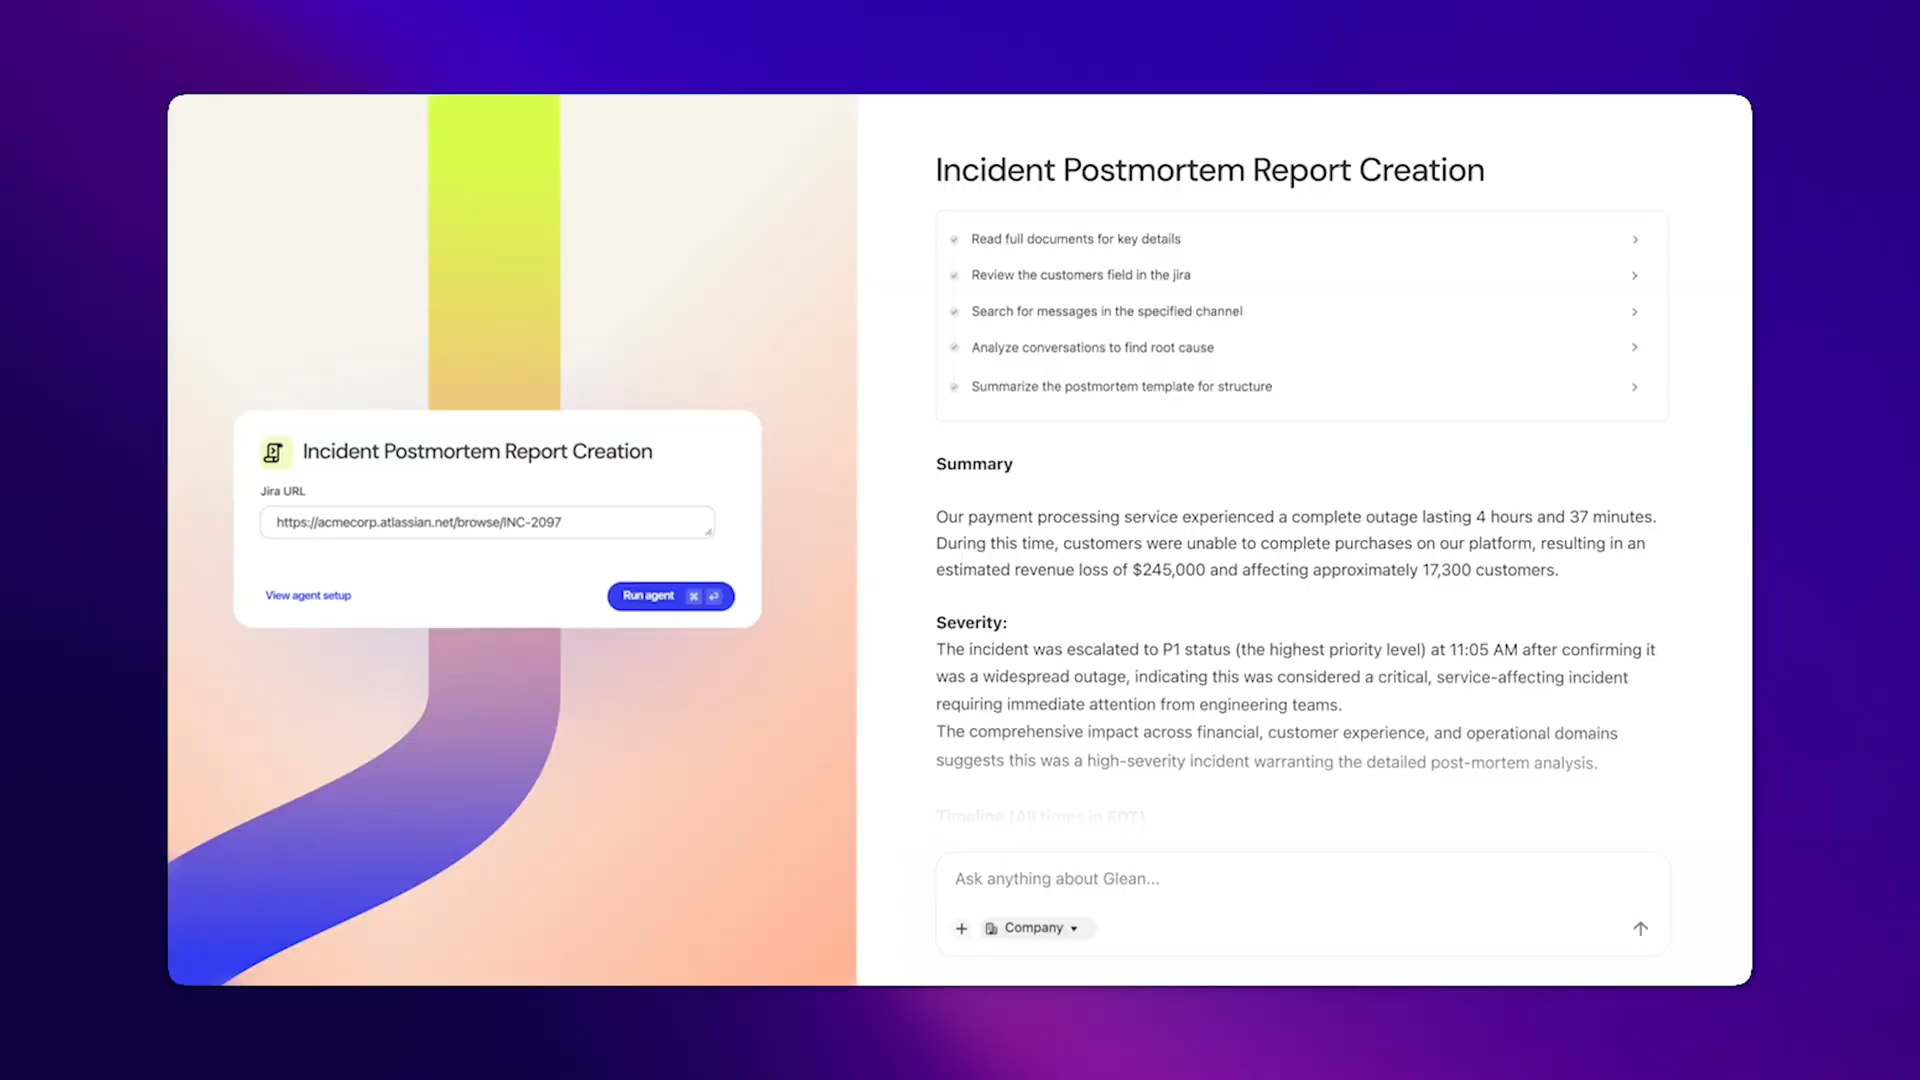 Incident Postmortem Report Creation
Jira URL
https://acmecorp.atlassian.net/browse/INC-2097
View agent setup
Run agent ⌘ ↩
Incident Postmortem Report Creation
Read full documents for key details
Review the customers field in the jira
Search for messages in the specified channel
Analyze conversations to find root cause
Summarize the postmortem template for structure
Summary
Our payment processing service experienced a complete outage lasting 4 hours and 37 minutes.
During this time, customers were unable to complete purchases on our platform, resulting in an
estimated revenue loss of $245,000 and affecting approximately 17,300 customers.
Severity:
The incident was escalated to P1 status (the highest priority level) at 11:05 AM after confirming it
was a widespread outage, indicating this was considered a critical, service-affecting incident
requiring immediate attention from engineering teams.
The comprehensive impact across financial, customer experience, and operational domains
suggests this was a high-severity incident warranting the detailed post-mortem analysis.
Timeline (All times in EDT)
Ask anything about Glean...
Company